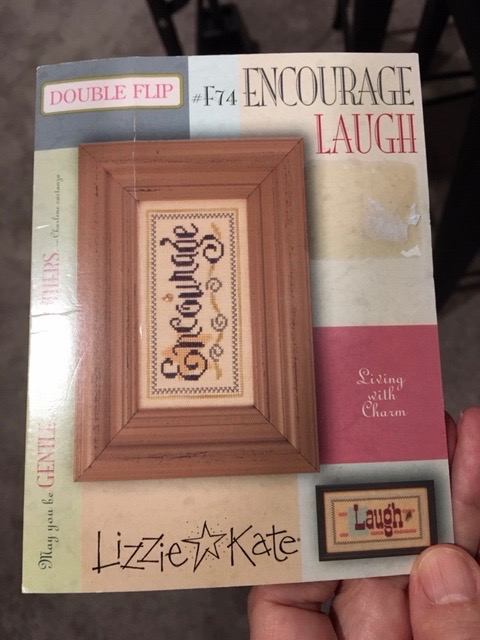 DOUBLE FLIP
#F74 ENCOURAGE
LAUGH
Encourage
Living
with
Charm
May you be GENTLE
Lizzie Kate
Laugh